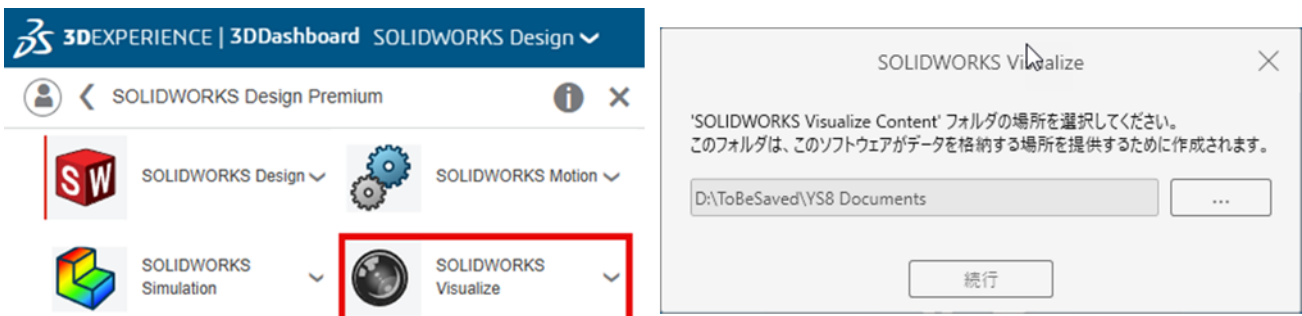 3DEXPERIENCE | 3DDashboard SOLIDWORKS Design
SOLIDWORKS Design Premium
SW
SOLIDWORKS Design
SOLIDWORKS Motion
SOLIDWORKS
Simulation
SOLIDWORKS
Visualize
SOLIDWORKS Visualize
'SOLIDWORKS Visualize Content' フォルダの場所を選択してください。
このフォルダは、このソフトウェアがデータを格納する場所を提供するために作成されます。
D:\ToBeSaved\YS8 Documents
...
続行